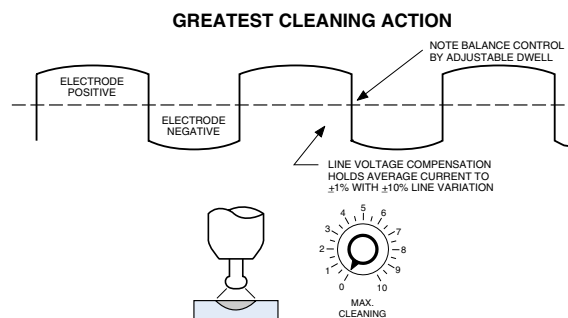 GREATEST CLEANING ACTION
NOTE BALANCE CONTROL
BY ADJUSTABLE DWELL
ELECTRODE
POSITIVE
ELECTRODE
NEGATIVE
LINE VOLTAGE COMPENSATION
HOLDS AVERAGE CURRENT TO
±1% WITH ±10% LINE VARIATION
0
1
2
3
4
5
6
7
8
9
10
MAX.
CLEANING